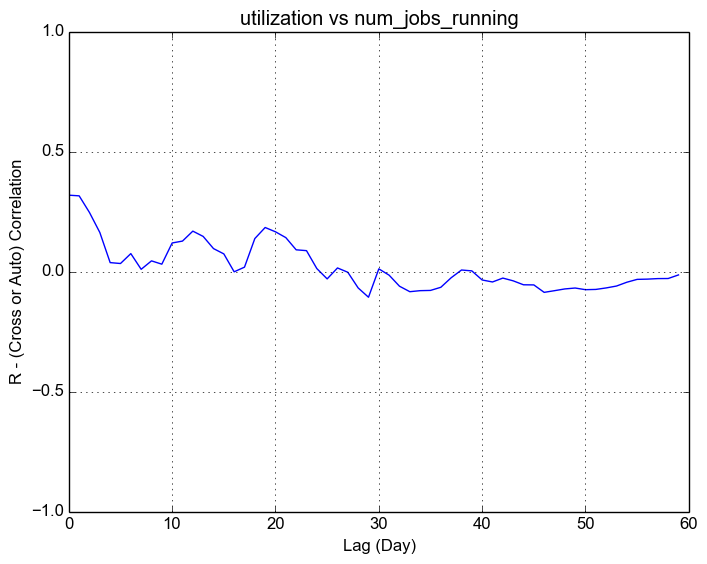 utilization vs num_jobs_running
1.0
0.5
0.0
−0.5
−1.0
R - (Cross or Auto) Correlation
0 10 20 30 40 50 60
Lag (Day)